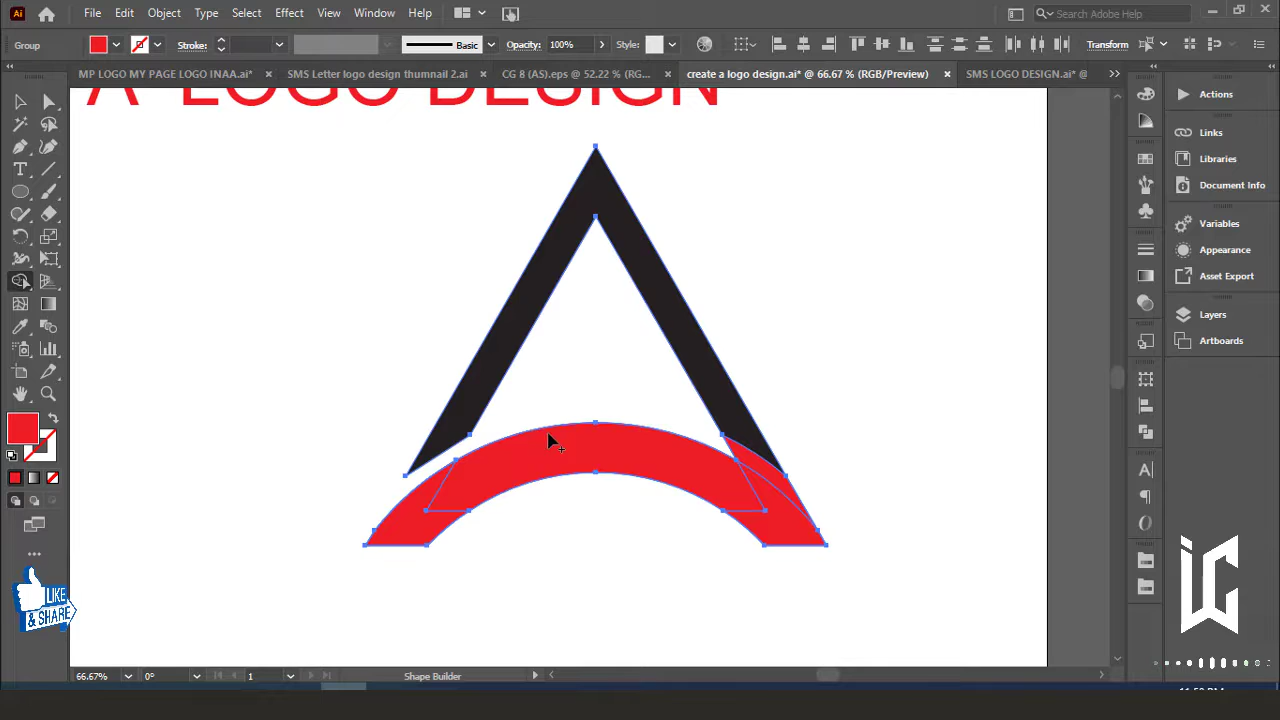 Ai File Edit Object Type Select Effect View Window Help Search Adobe Help
Group Stroke: Basic Opacity: 100% Style: Transform
MP LOGO MY PAGE LOGO INAA.ai* × SMS Letter logo design thumnail 2.ai × CG 8 (AS).eps @ 52.22 % (RG... × create a logo design.ai* @ 66.67 % (RGB/Preview) × SMS LOGO DESIGN.ai* @
A LOGO DESIGN
Actions
Links
Libraries
Document Info
Variables
Appearance
Asset Export
Layers
Artboards
LIKE
& SHARE
iC
66.67% 0° 1 Shape Builder